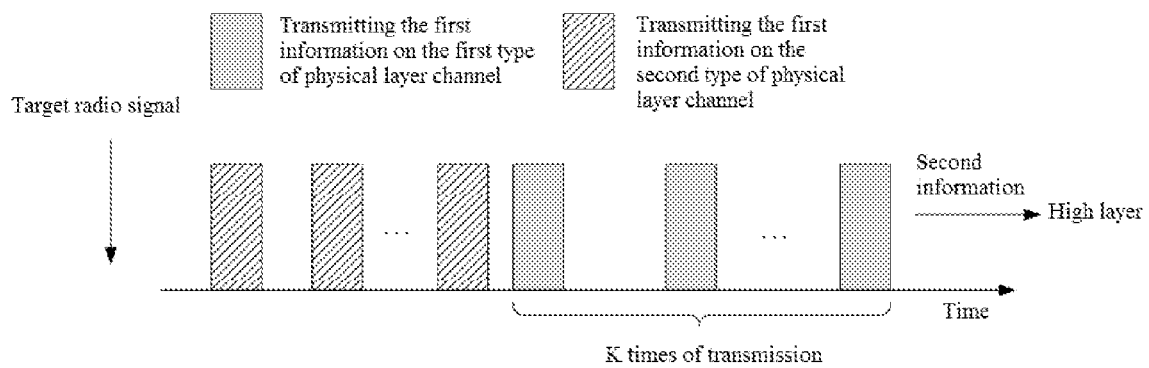 Transmitting the first
information on the first type
of physical layer channel
Transmitting the first
information on the
second type of physical
layer channel
Target radio signal
Second
information
High layer
...
...
Time
K times of transmission